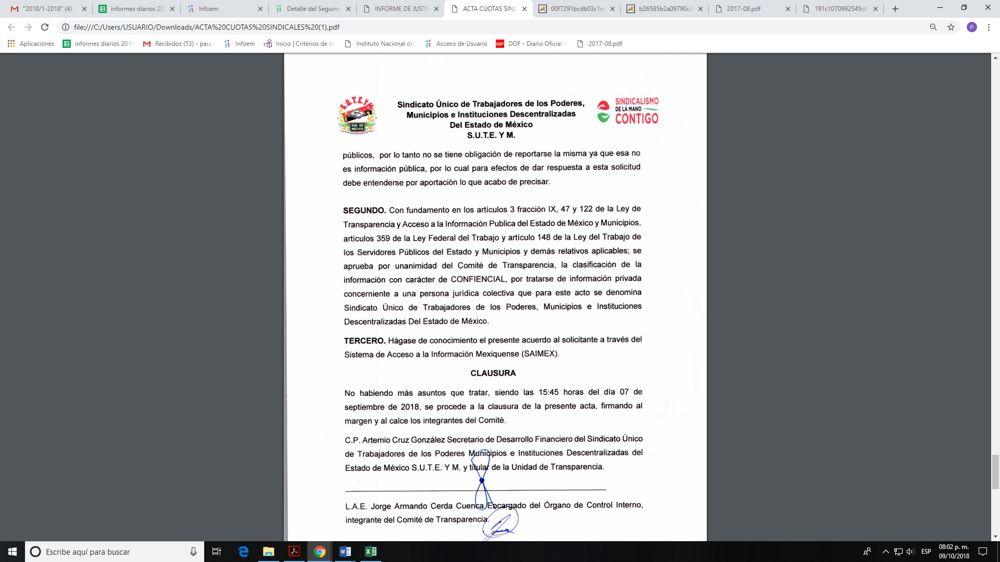 "2018/1-2018" (4) -
informes diarios 201
Infoem
Detalle del Seguimi
INFORME DE JUSTI
ACTA CUOTAS SIND
00f7291bcdb03c1e
b26585b2a09790c6
2017-08.pdf
191c1070992545d8
file:///C:/Users/USUARIO/Downloads/ACTA%20CUOTAS%20SINDICALES%20(1).pdf
P
Aplicaciones
informes diarios 2018
Recibidos (53) - pauli
Infoem
Inicio | Criterios de In
Instituto Nacional de
Acceso de Usuario
DOF
DOF - Diario Oficial d
2017-08.pdf
S.U.T.E.Y.M.
EDO. DE
MEXICO
Sindicato Único de Trabajadores de los Poderes,
Municipios e Instituciones Descentralizadas
Del Estado de México
S.U.T.E. Y M.
SINDICALISMO
DE LA MANO
CONTIGO
públicos, por lo tanto no se tiene obligación de reportarse la misma ya que esa no
es información pública, por lo cual para efectos de dar respuesta a esta solicitud
debe entenderse por aportación lo que acabo de precisar.
SEGUNDO. Con fundamento en los artículos 3 fracción IX, 47 y 122 de la Ley de
Transparencia y Acceso a la Información Publica del Estado de México y Municipios,
artículos 359 de la Ley Federal del Trabajo y artículo 148 de la Ley del Trabajo de
los Servidores Públicos del Estado y Municipios y demás relativos aplicables; se
aprueba por unanimidad del Comité de Transparencia, la clasificación de la
información con carácter de CONFIENCIAL, por tratarse de información privada
concerniente a una persona jurídica colectiva que para este acto se denomina
Sindicato Único de Trabajadores de los Poderes, Municipios e Instituciones
Descentralizadas Del Estado de México.
TERCERO. Hágase de conocimiento el presente acuerdo al solicitante a través del
Sistema de Acceso a la Información Mexiquense (SAIMEX).
CLAUSURA
No habiendo más asuntos que tratar, siendo las 15:45 horas del día 07 de
septiembre de 2018, se procede a la clausura de la presente acta, firmando al
margen y al calce los integrantes del Comité.
C.P. Artemio Cruz González Secretario de Desarrollo Financiero del Sindicato Único
de Trabajadores de los Poderes Municipios e Instituciones Descentralizadas del
Estado de México S.U.T.E. Y M. y titular de la Unidad de Transparencia.
L.A.E. Jorge Armando Cerda Cuenca Encargado del Órgano de Control Interno,
integrante del Comité de Transparencia.
Escribe aquí para buscar
ESP
08:02 p. m.
09/10/2018